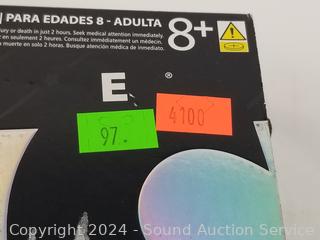 PARA EDADES 8 - ADULTA
8+
ury or death in just 2 hours. Seek medical attention immediately.
en seulement 2 heures. Consultez immédiatement un médecin.
muerte en solo 2 horas. Busque atención médica de inmediato.
E ®
97.
4100
Copyright 2024 - Sound Auction Service